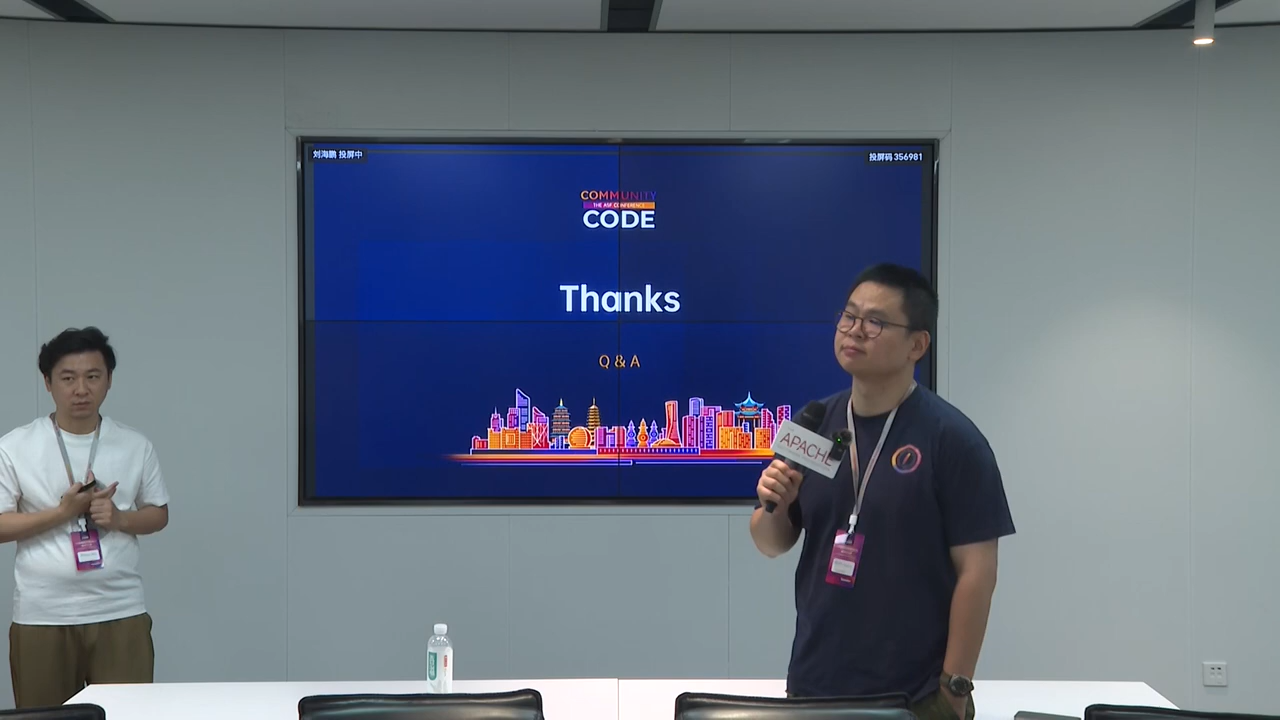 刘海鹏 投屏中
投屏码 356981
COMMUNITY
THE ASF CONFERENCE
CODE
Thanks
Q & A
APACHE